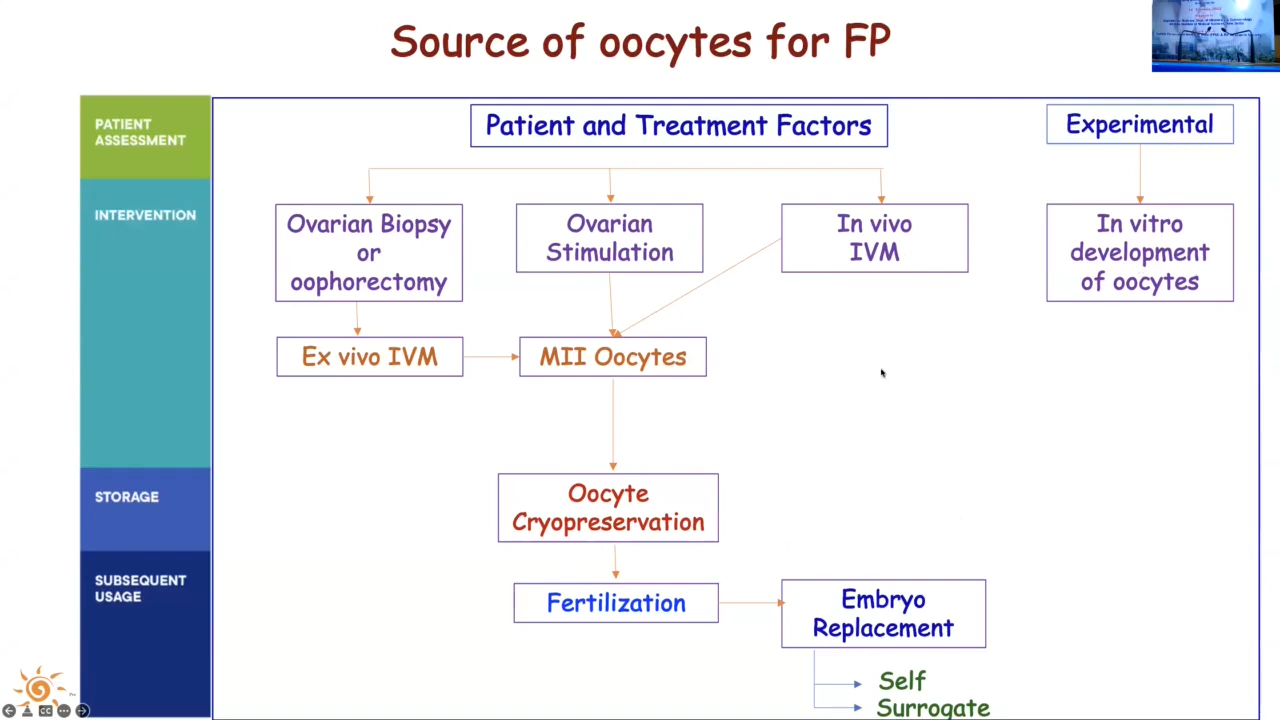 Source of oocytes for FP
PATIENT
ASSESSMENT
Patient and Treatment Factors
Experimental
INTERVENTION
Ovarian Biopsy
or
oophorectomy
Ovarian
Stimulation
In vivo
IVM
In vitro
development
of oocytes
Ex vivo IVM
MII Oocytes
STORAGE
Oocyte
Cryopreservation
SUBSEQUENT
USAGE
Fertilization
Embryo
Replacement
Self
Surrogate
CC